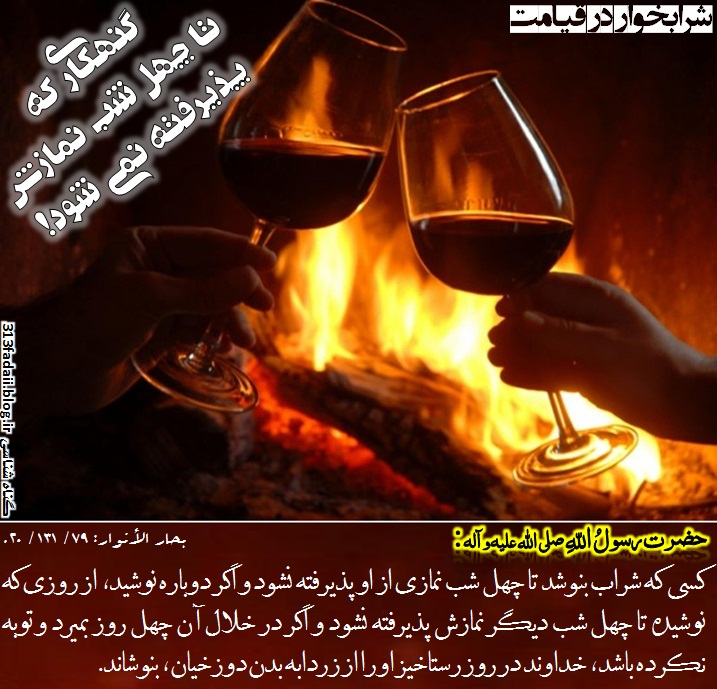 شرابخوار در قیامت
گنهکاری که
تا چهل شب نمازش
پذیرفته نمی شود!
313fadaii.blog.ir گناه شناسی
حضرت رسولُ اللهِ صلی الله علیه و آله:
بحار الأنوار: ۷۹/ ۱۳۱/ ۲۰.
کسی که شراب بنوشد تا چهل شب نمازی از او پذیرفته نشود و اگر دوباره نوشید، از روزی که
نوشیده تا چهل شب دیگر نمازش پذیرفته نشود و اگر در خلال آن چهل روز بمیرد و توبه
نکرده باشد، خداوند در روز رستاخیز او را از زردابه بدن دوزخیان، بنوشاند.